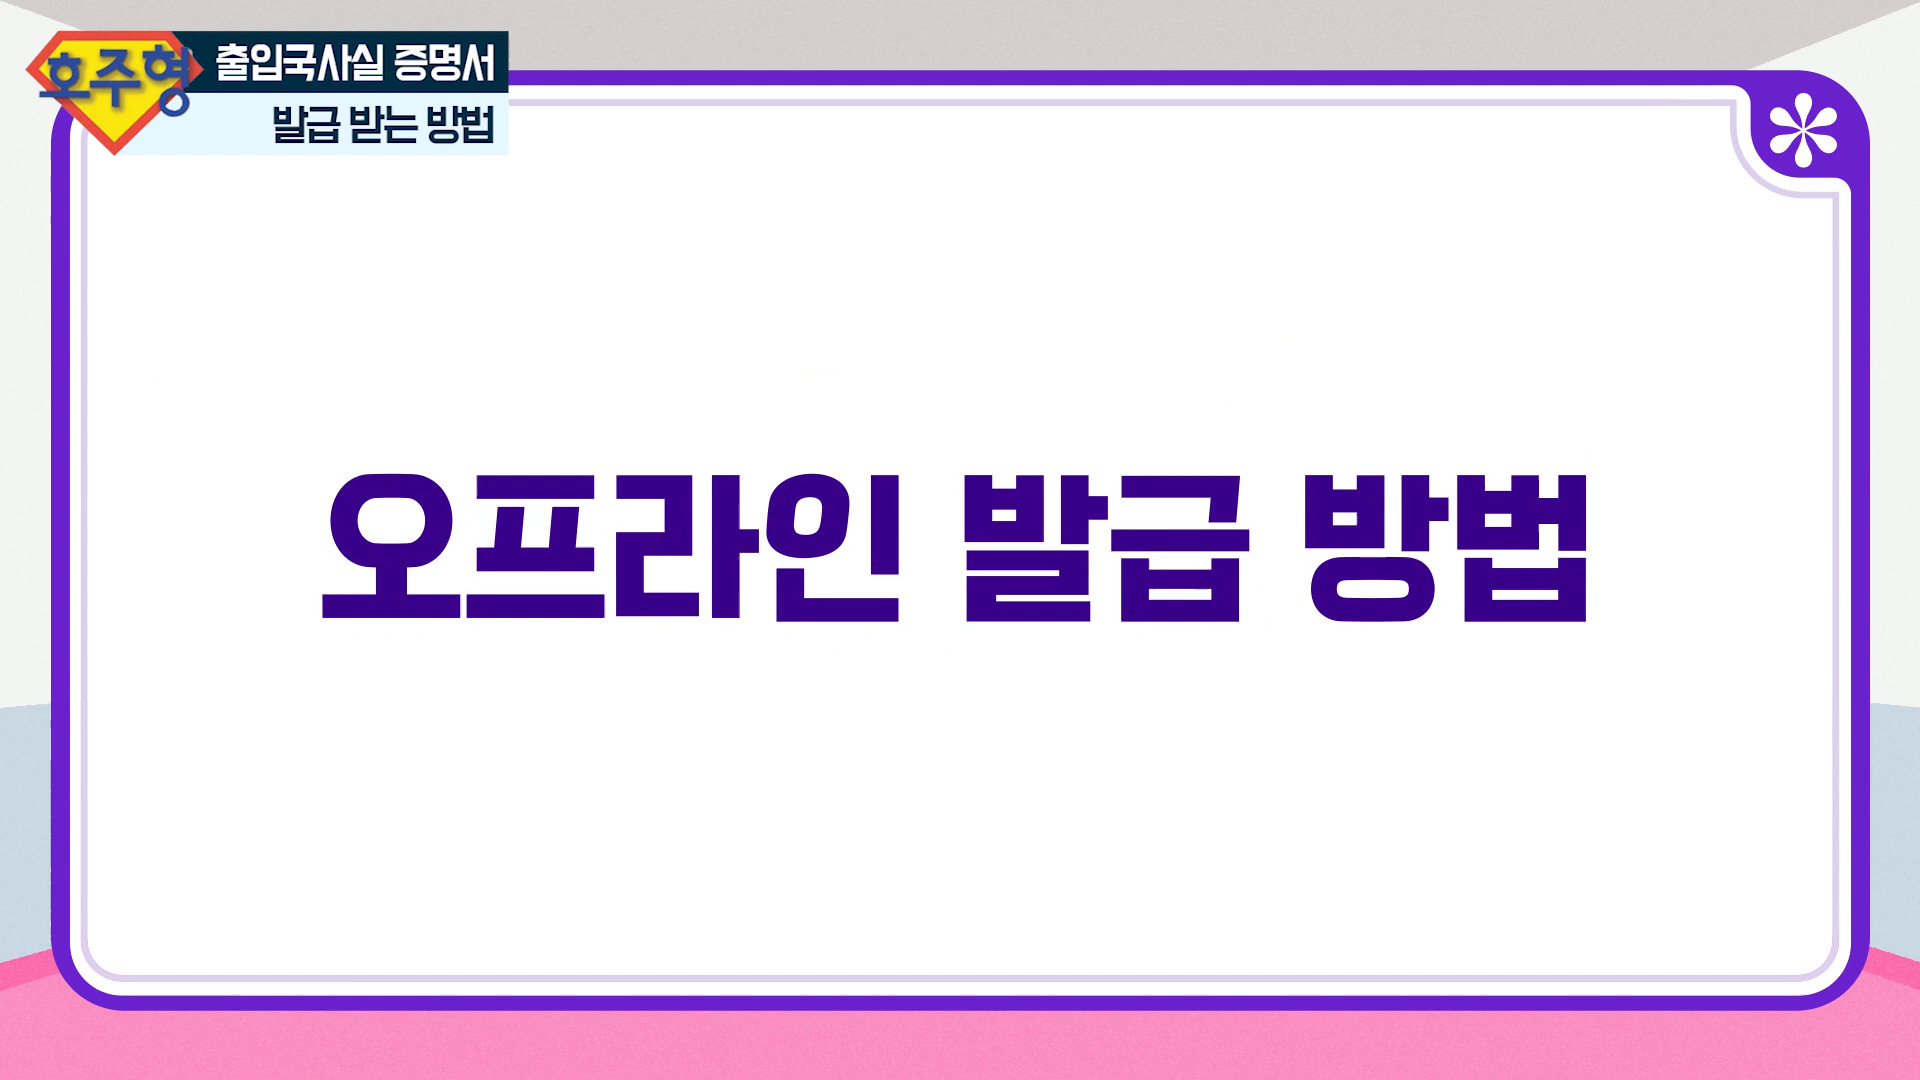 호주형
출입국사실 증명서
발급 받는 방법
오프라인 발급 방법